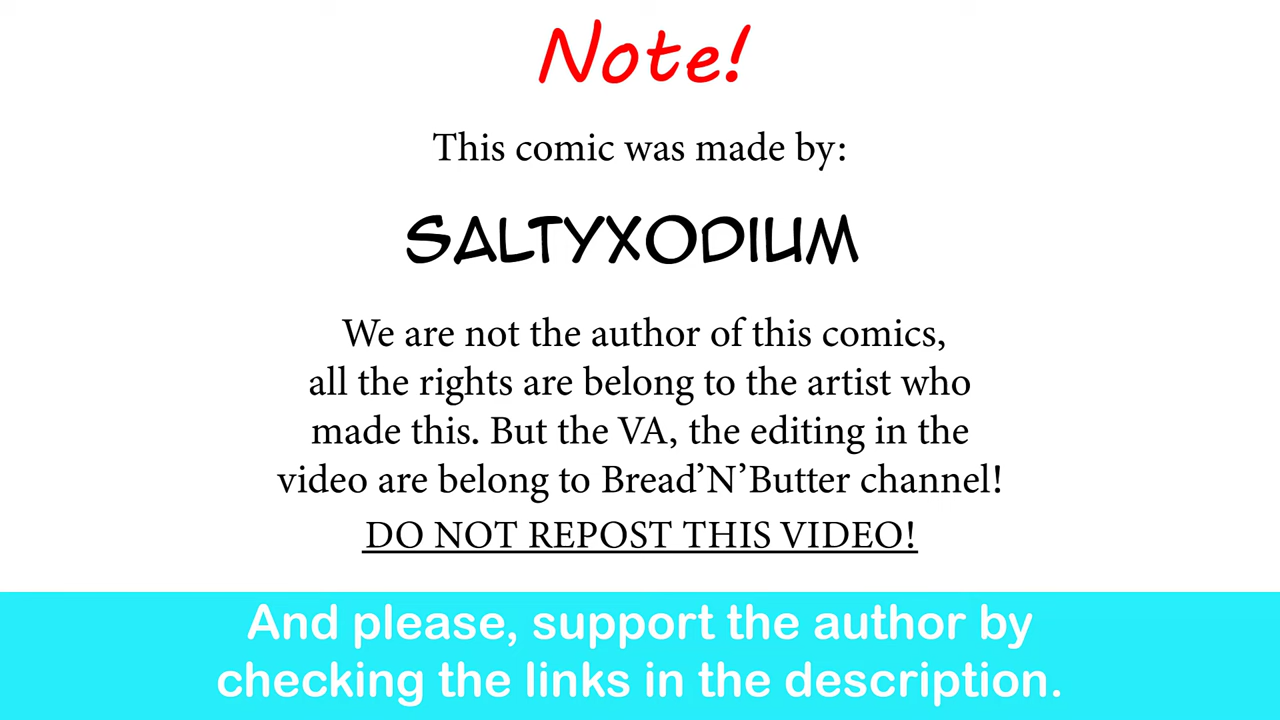 Note!
This comic was made by:
SALTYXODIUM
We are not the author of this comics,
all the rights are belong to the artist who
made this. But the VA, the editing in the
video are belong to Bread’N’Butter channel!
DO NOT REPOST THIS VIDEO!
And please, support the author by
checking the links in the description.